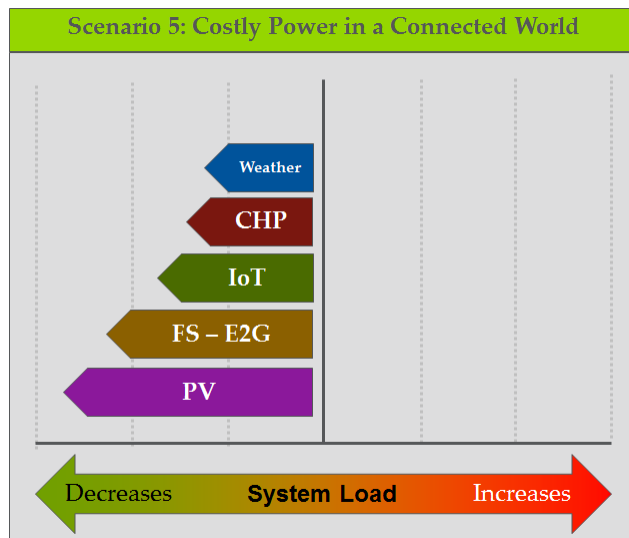 Scenario 5: Costly Power in a Connected World
Weather
CHP
IoT
FS – E2G
PV
Decreases System Load Increases